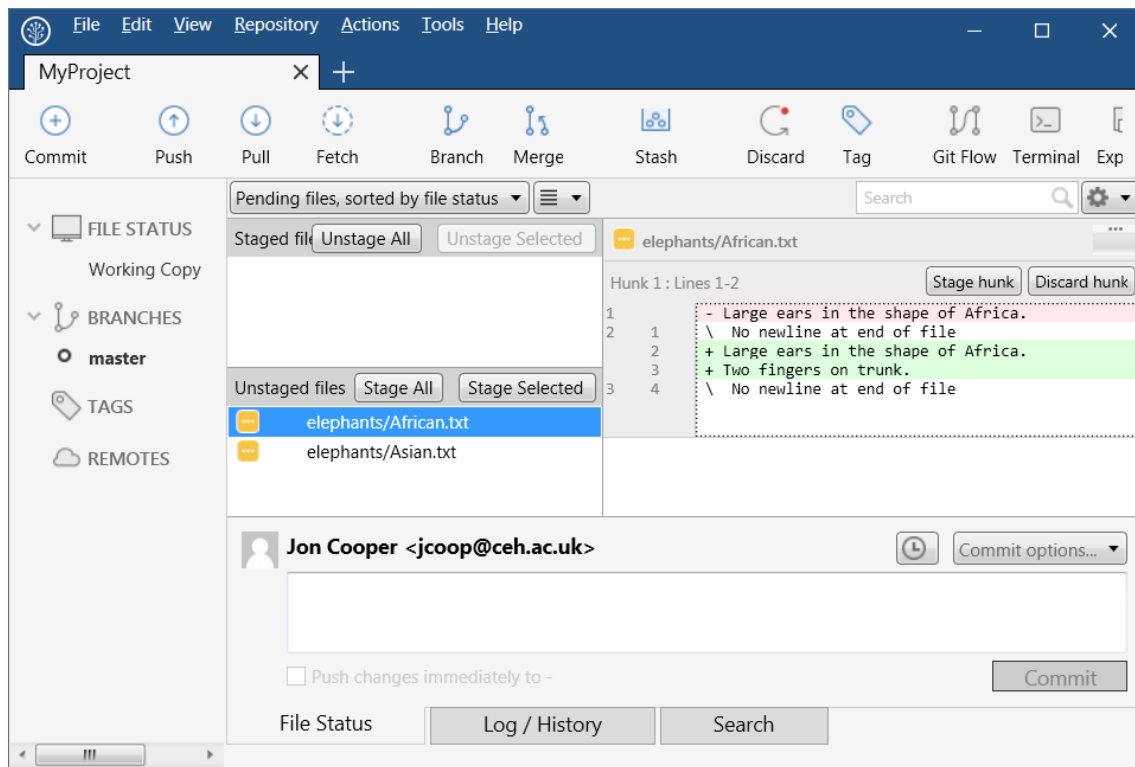 File Edit View Repository Actions Tools Help
MyProject
Commit Push Pull Fetch Branch Merge Stash Discard Tag Git Flow Terminal Exp
Pending files, sorted by file status
Search
FILE STATUS
Working Copy
BRANCHES
master
TAGS
REMOTES
Staged file Unstage All Unstage Selected
Unstaged files Stage All Stage Selected
elephants/African.txt
elephants/Asian.txt
elephants/African.txt
Hunk 1 : Lines 1-2 Stage hunk Discard hunk
1 - Large ears in the shape of Africa.
2 1 \ No newline at end of file
2 + Large ears in the shape of Africa.
3 + Two fingers on trunk.
3 4 \ No newline at end of file
Jon Cooper <jcoop@ceh.ac.uk>
Commit options...
Push changes immediately to -
Commit
File Status Log / History Search